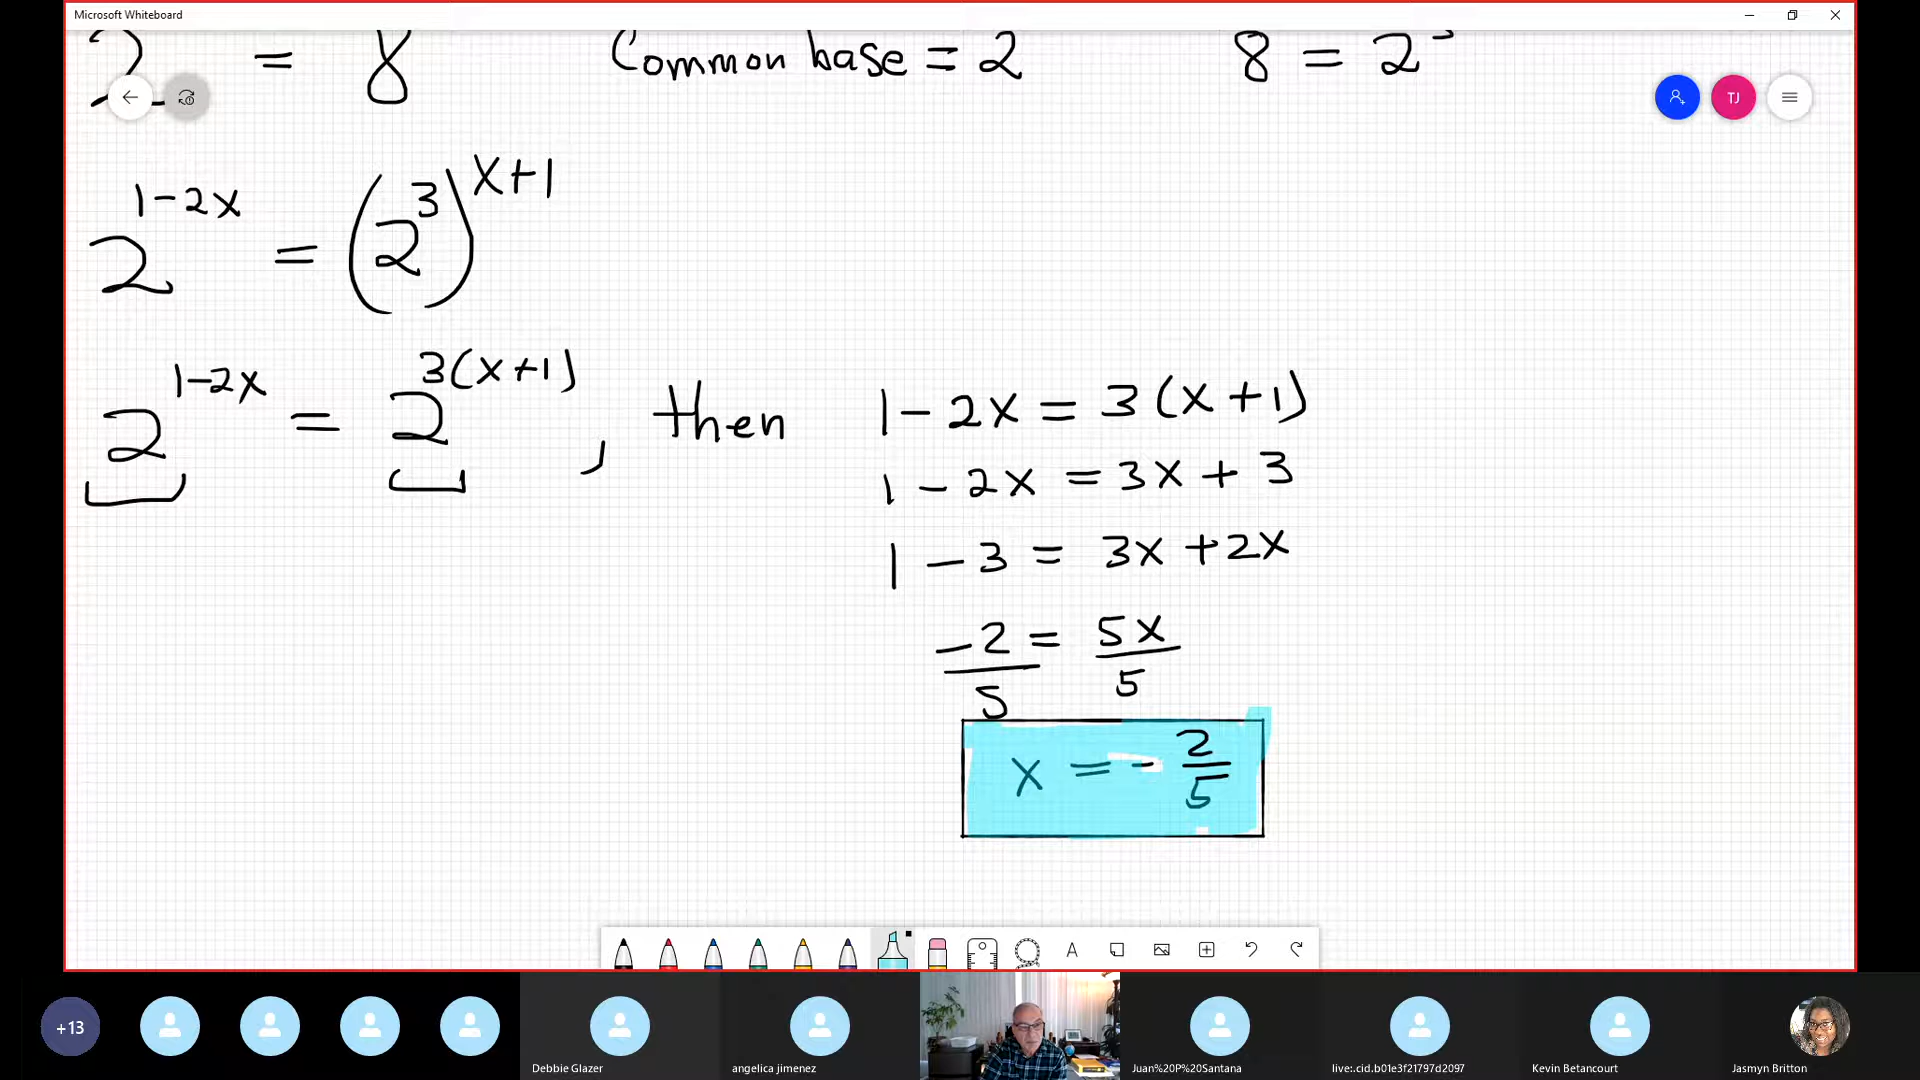 Microsoft Whiteboard
2 = 8 Common base = 2 8 = 2³
TJ
2^(1-2x) = (2^3)^(x+1)
2^(1-2x) = 2^(3(x+1)), then 1 - 2x = 3(x+1)
1 - 2x = 3x + 3
1 - 3 = 3x + 2x
-2/5 = 5x/5
x = - 2/5
A
+13
Debbie Glazer
angelica jimenez
Juan%20P%20Santana
live:.cid.b01e3f21797d2097
Kevin Betancourt
Jasmyn Britton